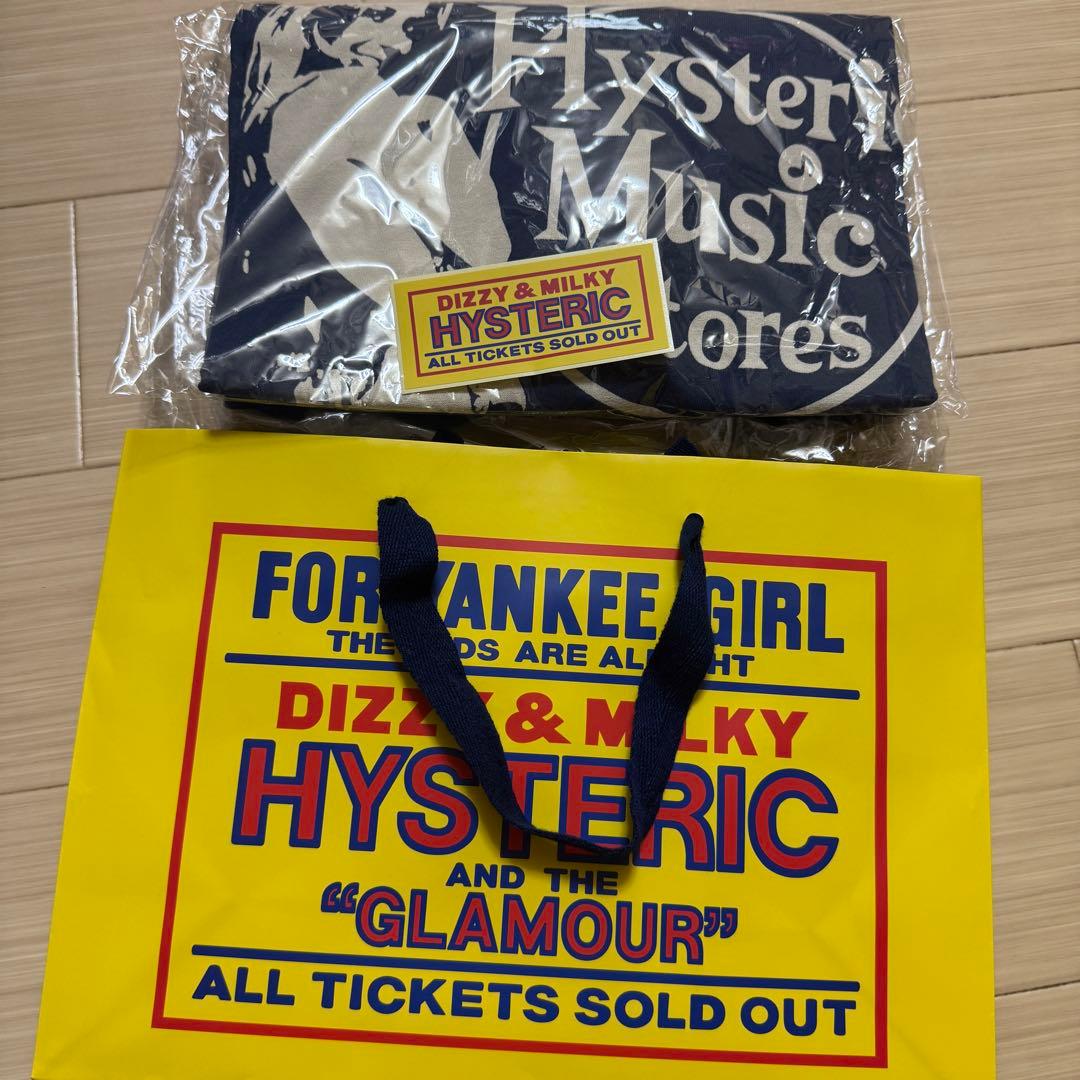 Hysteric
Music
Stores
DIZZY & MILKY
HYSTERIC
ALL TICKETS SOLD OUT
FOR YANKEE GIRL
THE KIDS ARE ALRIGHT
DIZZY & MILKY
HYSTERIC
AND THE
“GLAMOUR”
ALL TICKETS SOLD OUT